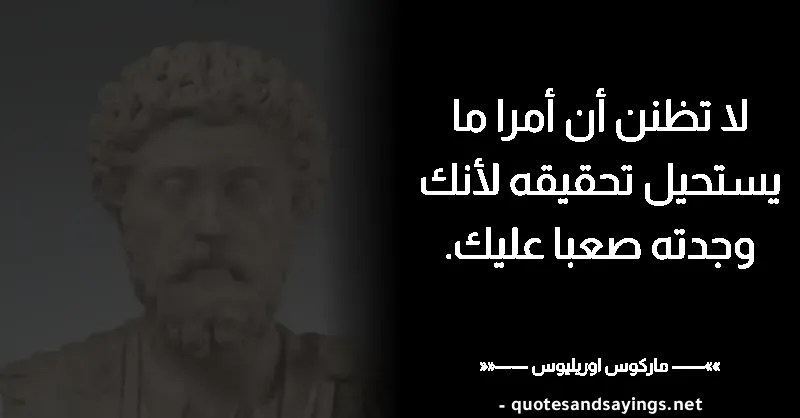 لا تظنن أن أمرا ما
يستحيل تحقيقه لأنك
وجدته صعبا عليك.
»»—— ماركوس اوريليوس ——««
- quotesandsayings.net